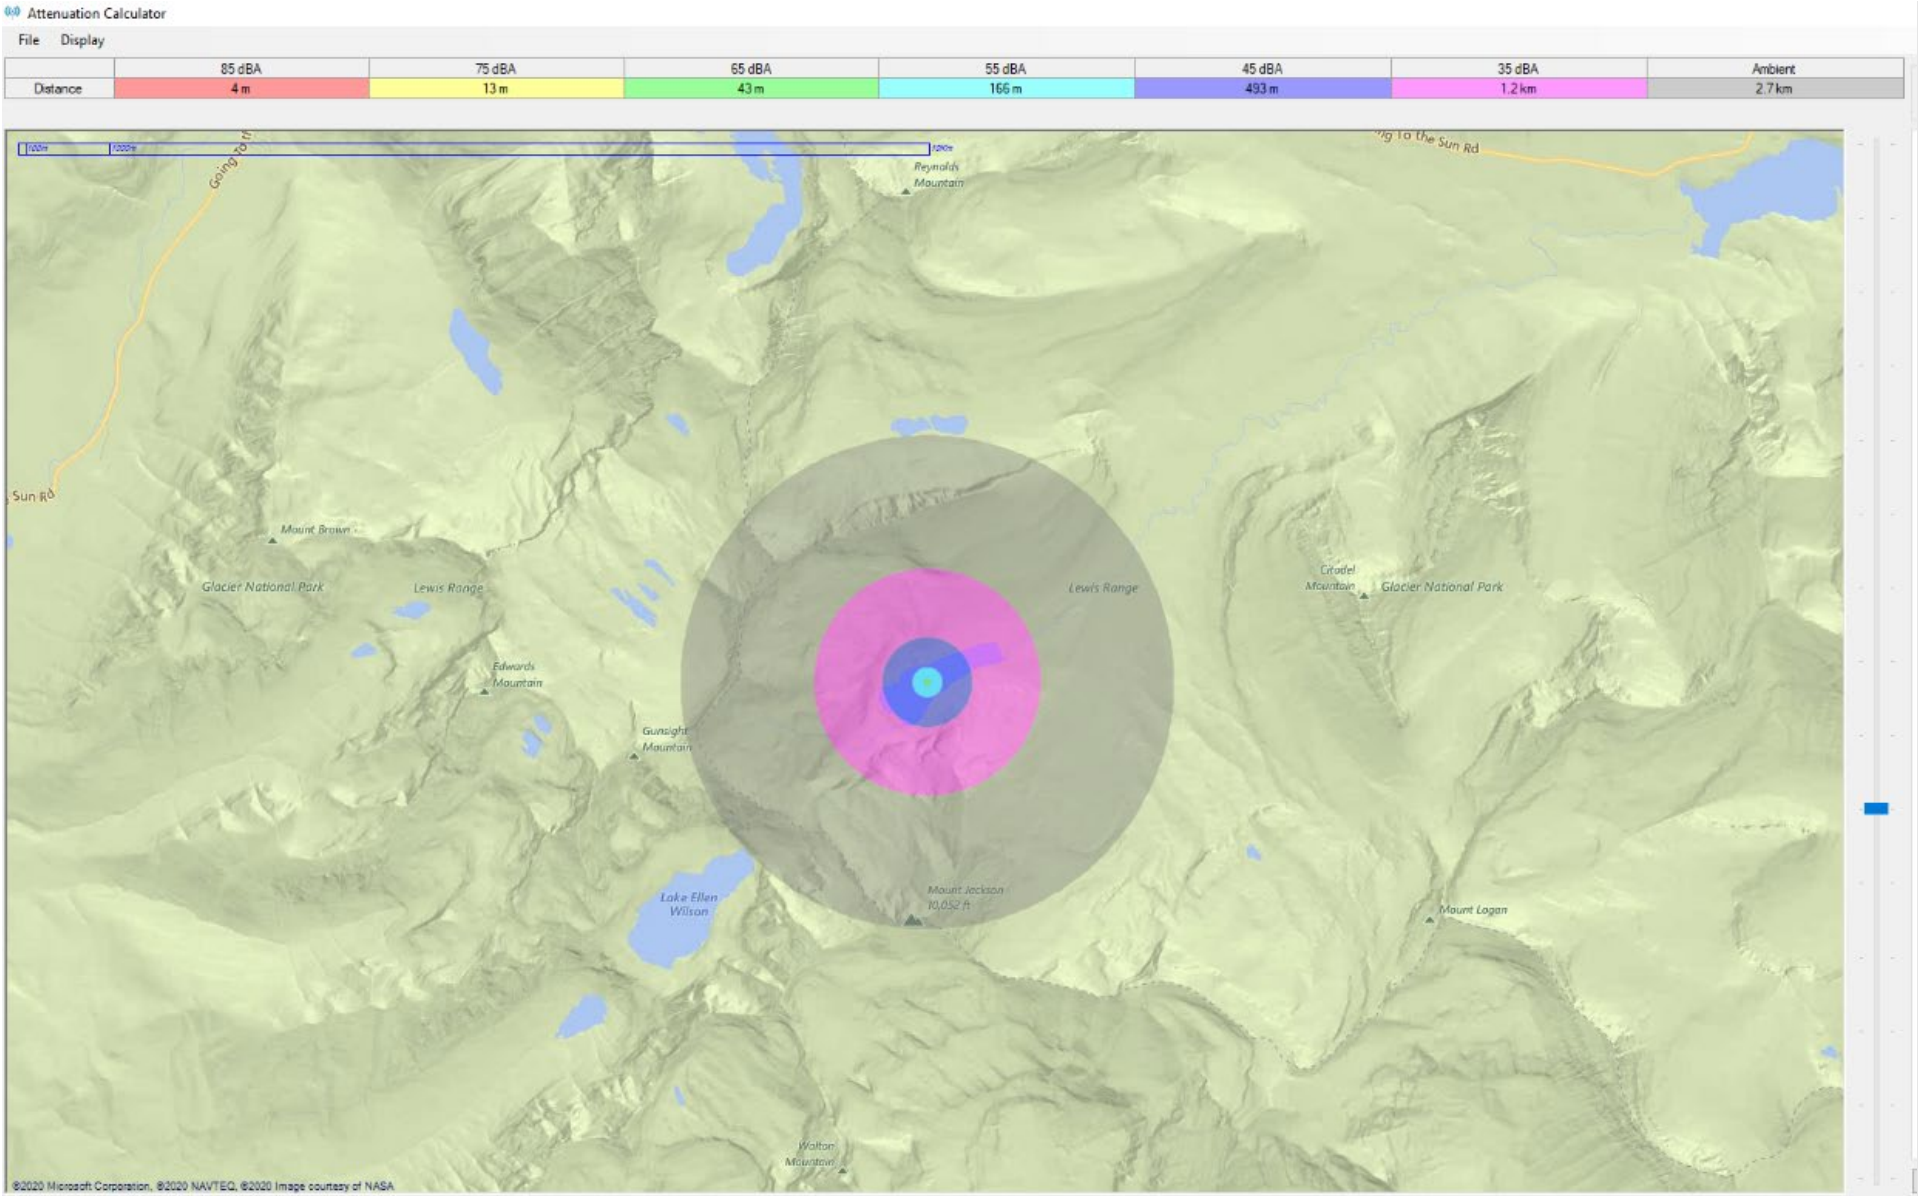 Attenuation Calculator
File Display
85 dBA 75 dBA 65 dBA 55 dBA 45 dBA 35 dBA Ambient
Distance 4 m 13 m 43 m 166 m 493 m 1.2 km 2.7 km
100m 1000m 10Km
Going To th
ng To the Sun Rd
Reynolds
Mountain
Sun Rd
Mount Brown
Glacier National Park
Lewis Range
Lewis Range
Citadel
Mountain
Glacier National Park
Edwards
Mountain
Gunsight
Mountain
Lake Ellen
Wilson
Mount Jackson
10,052 ft
Mount Logan
Walton
Mountain
©2020 Microsoft Corporation, ©2020 NAVTEQ, ©2020 Image courtesy of NASA